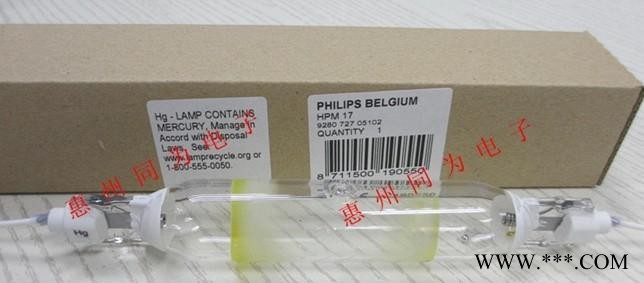 Hg - LAMP CONTAINS
MERCURY, Manage in
Accord with Disposal
Laws, See:
www.lamprecycle.org or
1-800-555-0050.
PHILIPS BELGIUM
HPM 17
9280 727 05102
QUANTITY 1
8 711500 190550
惠州同为电子
惠州同为电子
Hg
WWW.***.COM